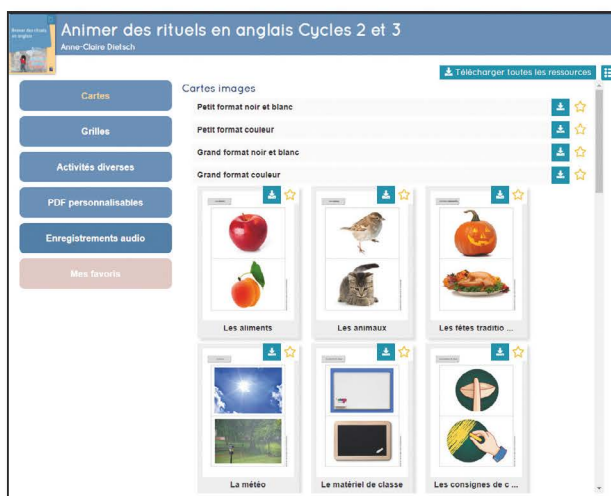 Animer des rituels en anglais Cycles 2 et 3
Anne-Claire Dietsch
Télécharger toutes les ressources
Cartes
Grilles
Activités diverses
PDF personnalisables
Enregistrements audio
Mes favoris
Cartes images
Petit format noir et blanc
Petit format couleur
Grand format noir et blanc
Grand format couleur
Les aliments
Les animaux
Les fêtes traditio ...
La météo
Le matériel de classe
Les consignes de c ...